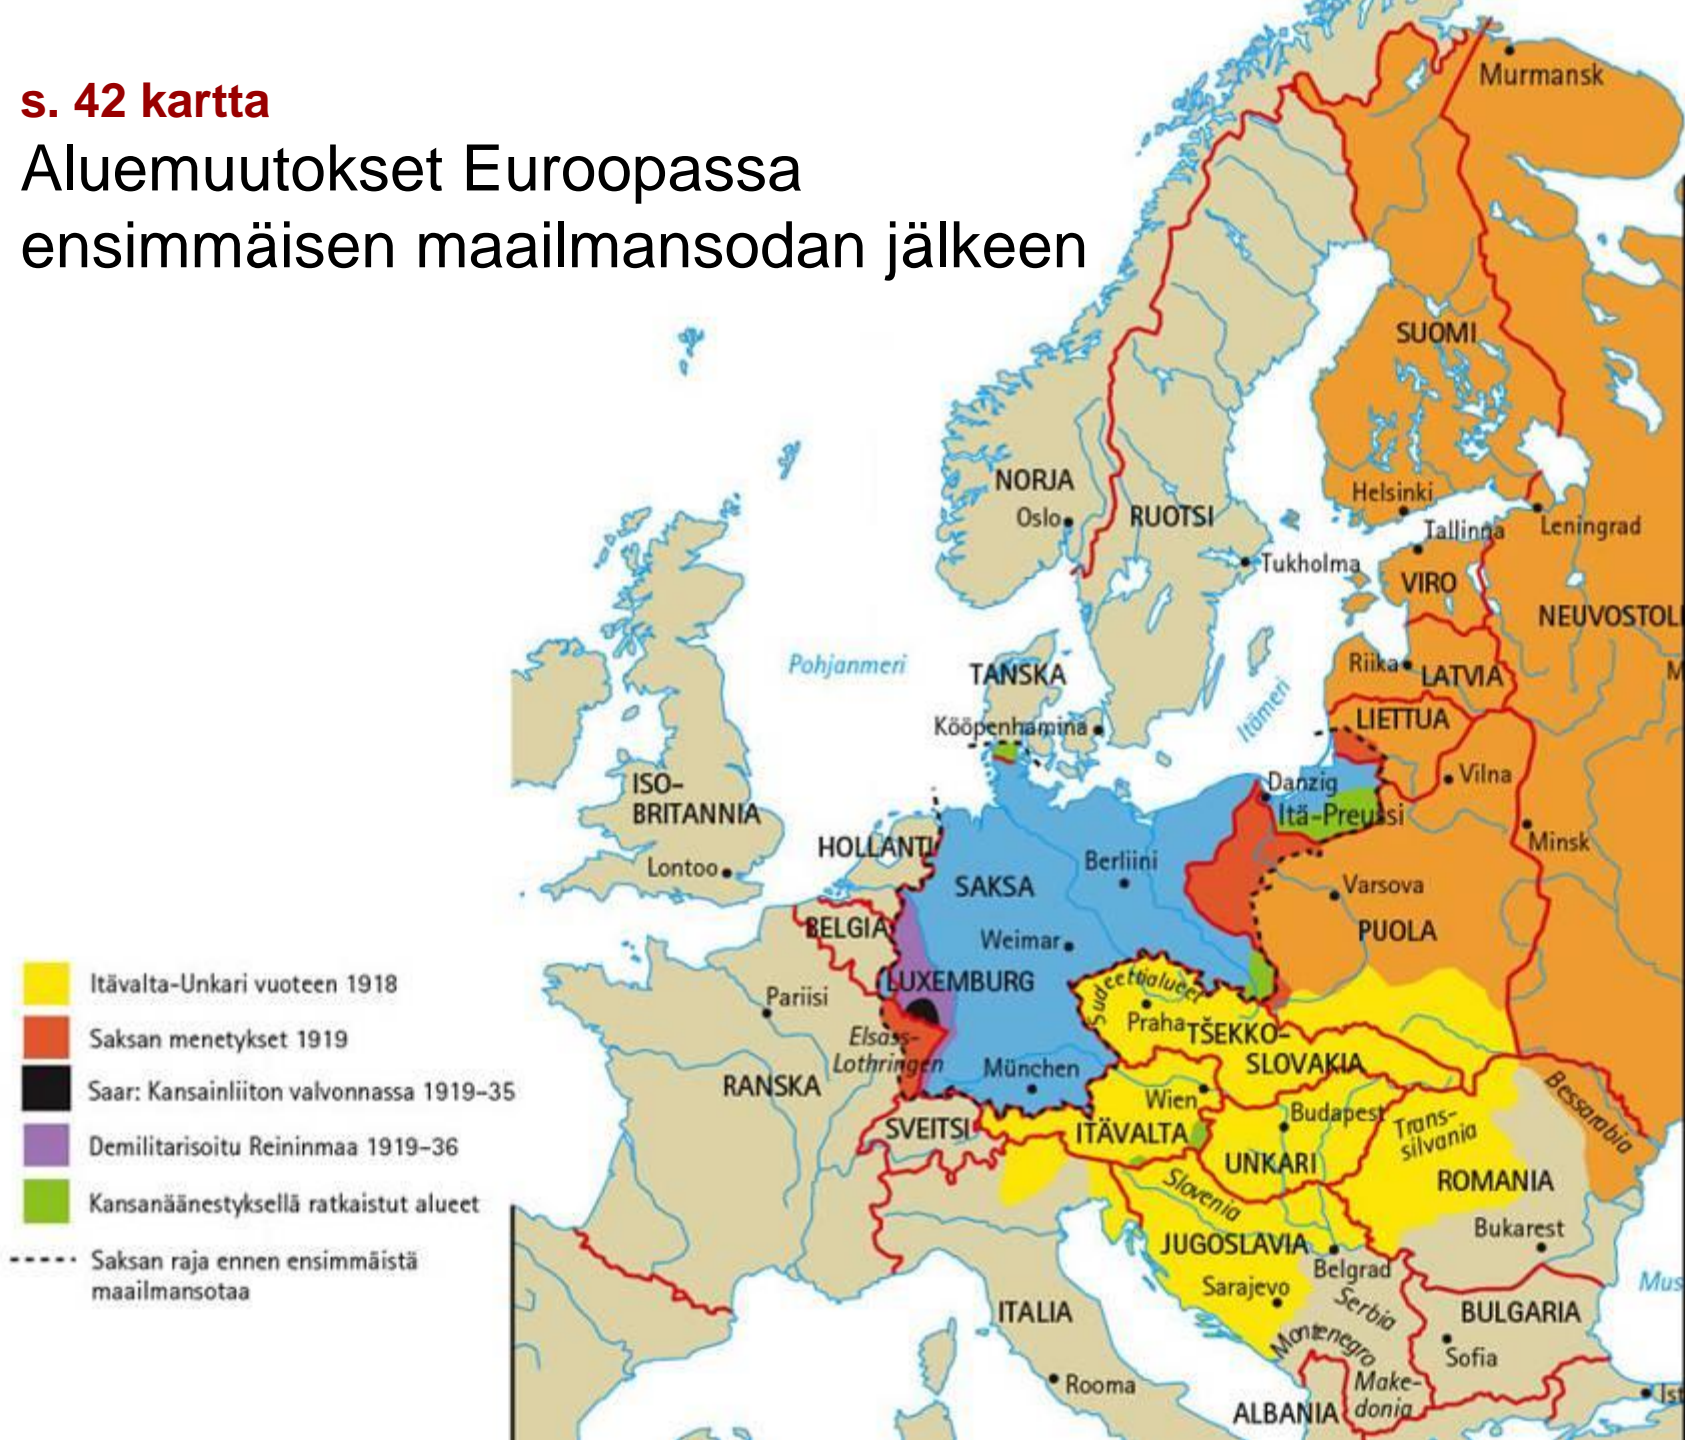 s. 42 kartta
Aluemuutokset Euroopassa
ensimmäisen maailmansodan jälkeen
Murmansk
SUOMI
NORJA
Oslo
RUOTSI
Helsinki
Tallinna
Leningrad
Tukholma
VIRO
NEUVOSTOLI
Pohjanmeri
TANSKA
Riika
LATVIA
M
Itämeri
LIETTUA
Kööpenhamina
Vilna
Danzig
Itä-Preussi
ISO-
BRITANNIA
HOLLANTI
Minsk
Lontoo
Berliini
SAKSA
Varsova
BELGIA
Weimar
PUOLA
LUXEMBURG
Sudeettialueet
Pariisi
Praha
TŠEKKO-
SLOVAKIA
Elsass-
Lothringen
München
RANSKA
Wien
Budapest
Bessarabia
Trans-
silvania
SVEITSI
ITÄVALTA
UNKARI
ROMANIA
Slovenia
Bukarest
JUGOSLAVIA
Belgrad
Sarajevo
Serbia
Mus
ITALIA
BULGARIA
Montenegro
Sofia
Rooma
Make-
donia
Ist
ALBANIA
Itävalta-Unkari vuoteen 1918
Saksan menetykset 1919
Saar: Kansainliiton valvonnassa 1919–35
Demilitarisoitu Reininmaa 1919–36
Kansanäänestyksellä ratkaistut alueet
Saksan raja ennen ensimmäistä
maailmansotaa